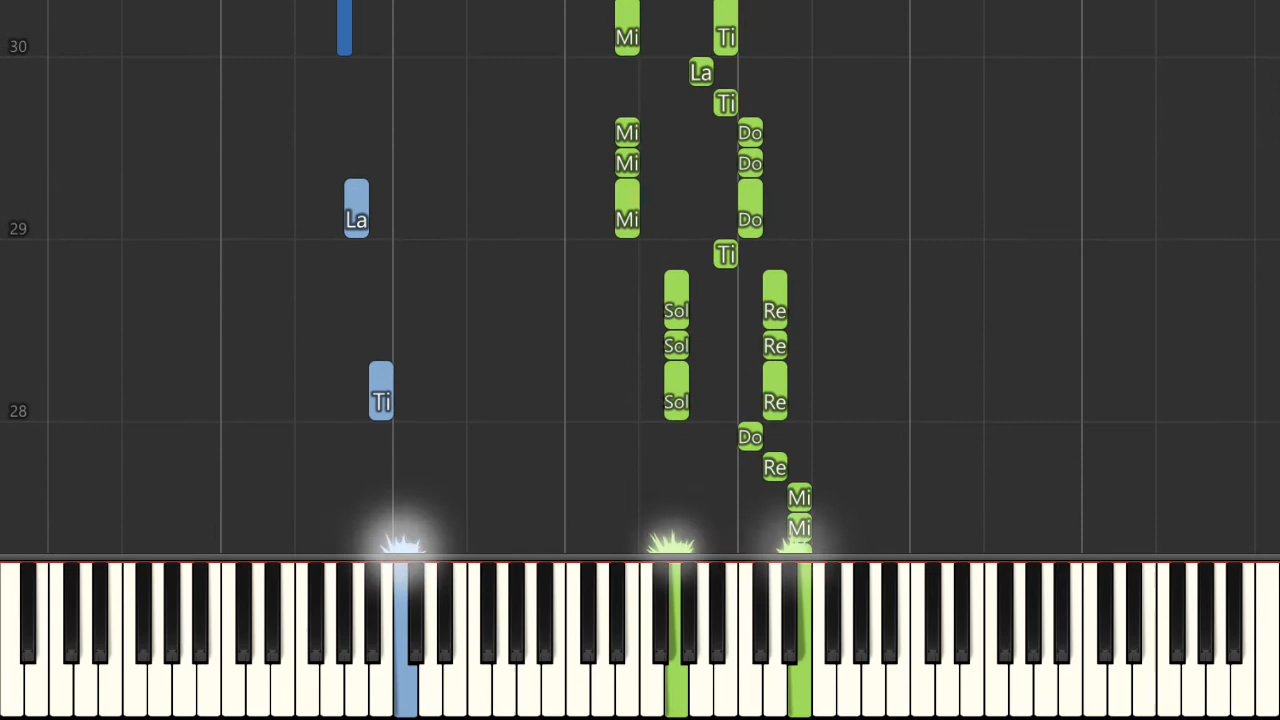 30
Mi Ti
La
Ti
Mi Do
Mi Do
La Mi Do
29
Ti
Sol Re
Sol Re
Ti Sol Re
28
Do
Re
Mi
Mi